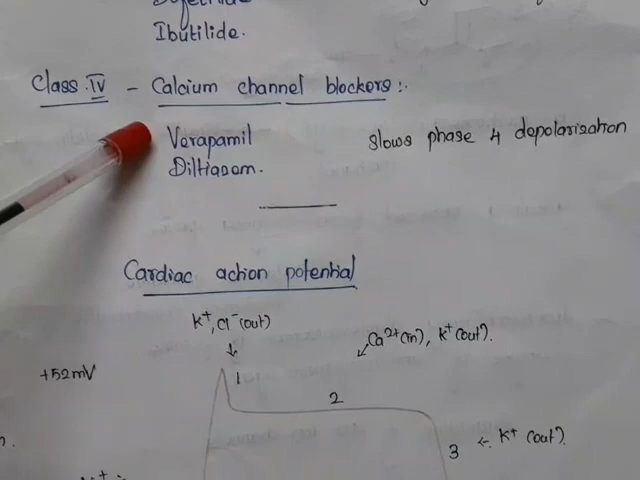 Ibutilide.
Class IV - Calcium channel blockers:.
Verapamil slows phase 4 depolarization
Diltiazem.
Cardiac action potential
K+, Cl- (out)
Ca2+(in), K+ (out).
+52mV
1
2
3 ← K+ (out).